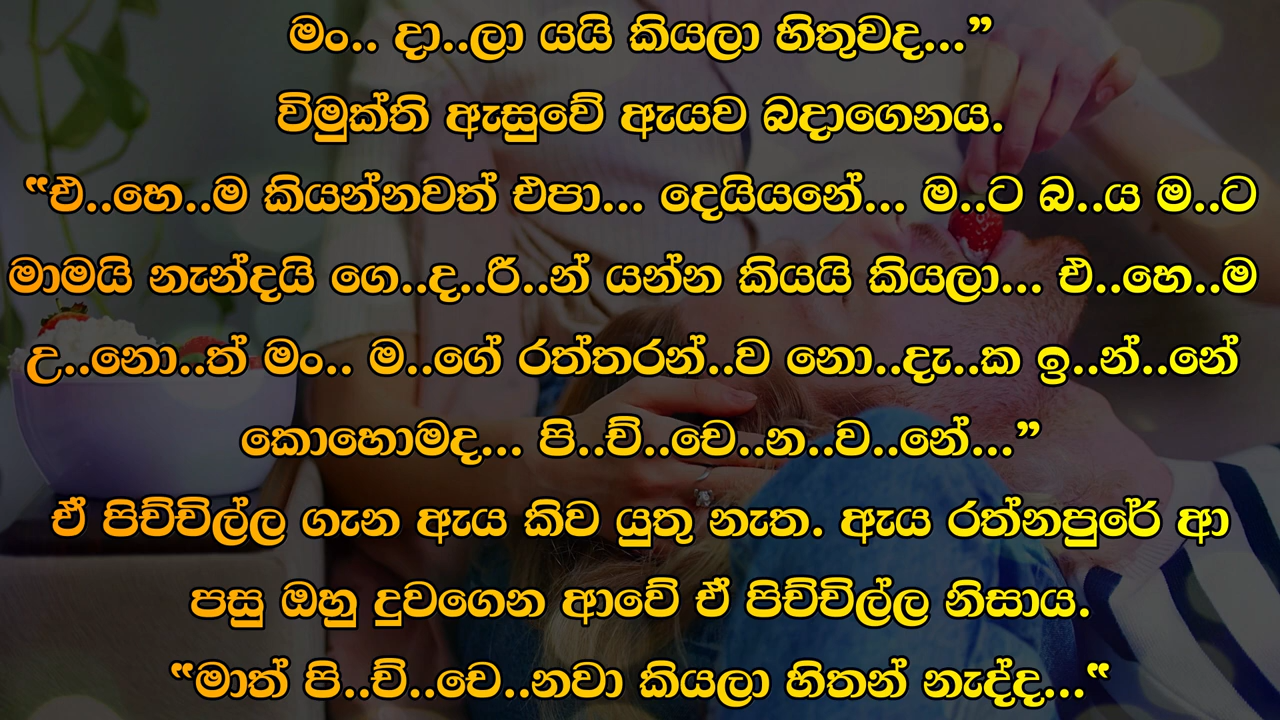 මං.. දා..ලා යයි කියලා හිතුවද...”
විමුක්ති ඇසුවේ ඇයව බදාගෙනය.
“එ..හෙ..ම කියන්නවත් එපා... දෙයියනේ... ම..ට බ..ය ම..ට
මාමයි නැන්දයි ගෙ..ද..රි..න් යන්න කියයි කියලා... එ..හෙ..ම
උ..නො..ත් මං.. ම..ගේ රත්තරන්..ව නො..දැ..ක ඉ..න්..නේ
කොහොමද... පි..ච්..චෙ..න..ව..නේ...”
ඒ පිච්චිල්ල ගැන ඇය කිව යුතු නැත. ඇය රත්නපුරේ ආ
පසු ඔහු දුවගෙන ආවේ ඒ පිච්චිල්ල නිසාය.
“මාත් පි..ච්..චෙ..නවා කියලා හිතන් නැද්ද...“